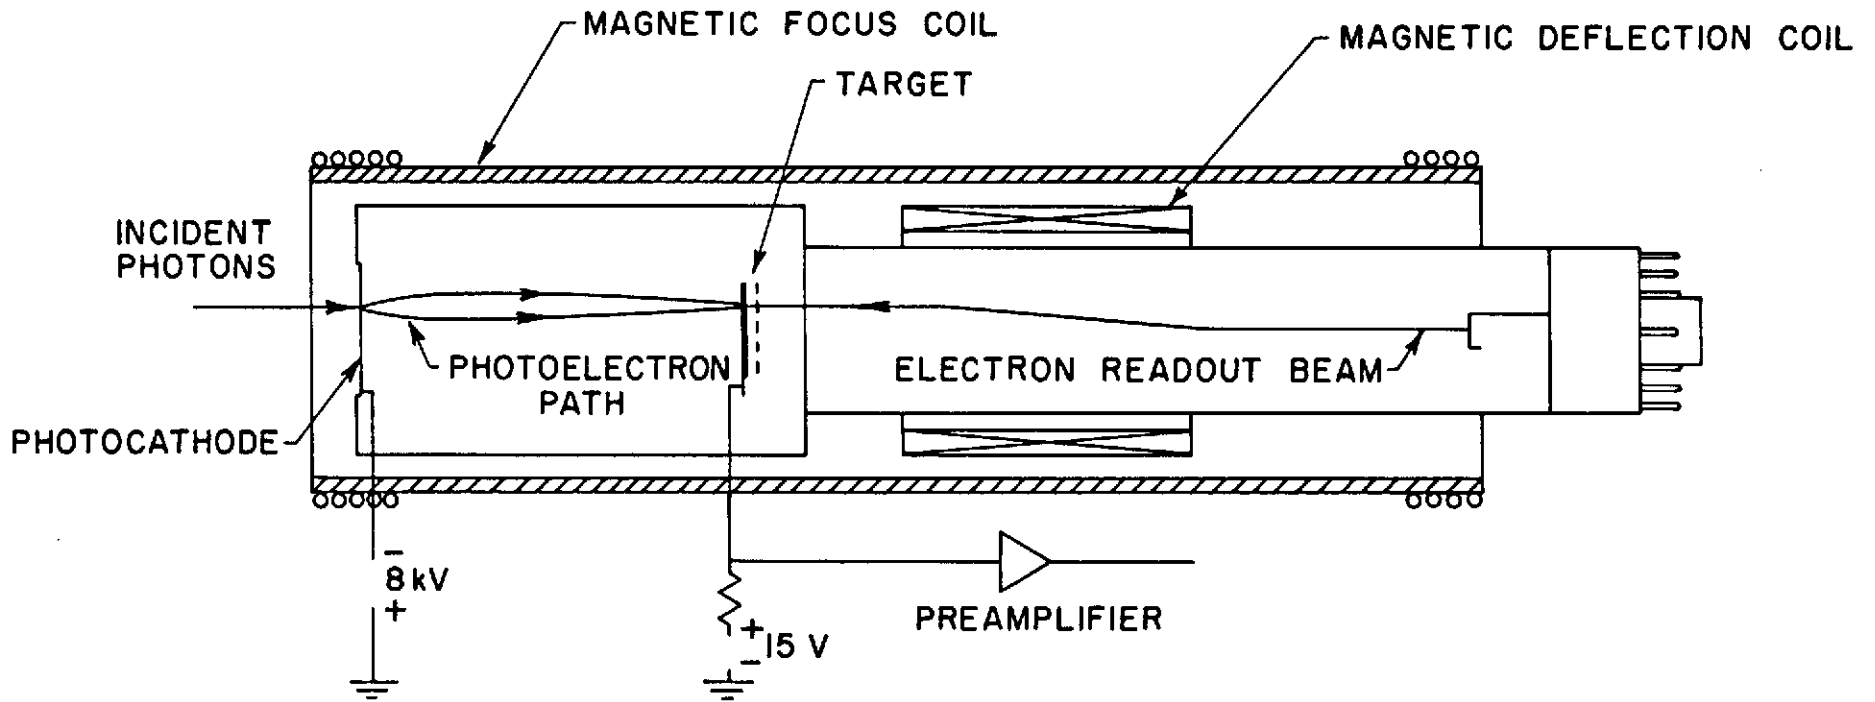 MAGNETIC FOCUS COIL
MAGNETIC DEFLECTION COIL
TARGET
INCIDENT
PHOTONS
PHOTOELECTRON
PATH
ELECTRON READOUT BEAM
PHOTOCATHODE
−
8 kV
+
PREAMPLIFIER
+
15 V
−